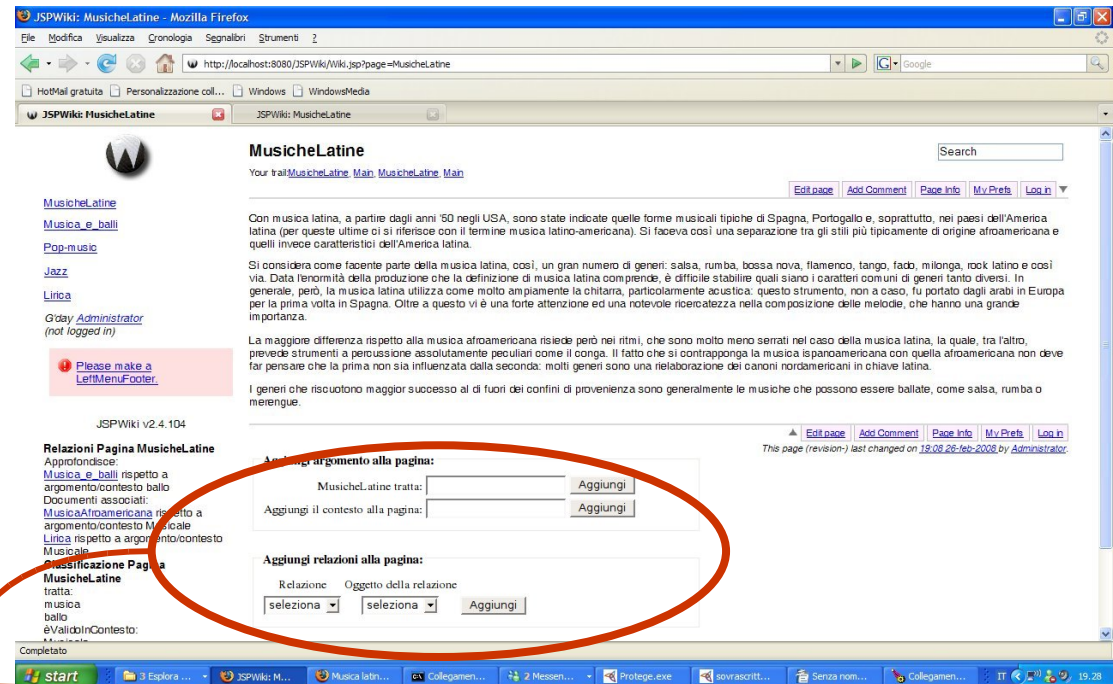 JSPWiki: MusicheLatine - Mozilla Firefox
File Modifica Visualizza Cronologia Segnalibri Strumenti ?
http://localhost:8080/JSPWiki/Wiki.jsp?page=MusicheLatine
Google
HotMail gratuita Personalizzazione coll... Windows WindowsMedia
JSPWiki: MusicheLatine JSPWiki: MusicheLatine
MusicheLatine
Search
Your trail:MusicheLatine, Main, MusicheLatine, Main
Edit page Add Comment Page Info My Prefs Log in
MusicheLatine
Musica_e_balli
Pop-music
Jazz
Lirica
G'day Administrator
(not logged in)
Please make a
LeftMenuFooter.
JSPWiki v2.4.104
Relazioni Pagina MusicheLatine
Approfondisce:
Musica_e_balli rispetto a
argomento/contesto ballo
Documenti associati:
MusicaAfroamericana rispetto a
argomento/contesto Musicale
Lirica rispetto a argomento/contesto
Musicale
Classificazione Pagina
MusicheLatine
tratta:
musica
ballo
èValidoInContesto:
Musicale
Con musica latina, a partire dagli anni '50 negli USA, sono state indicate quelle forme musicali tipiche di Spagna, Portogallo e, soprattutto, nei paesi dell'America
latina (per queste ultime ci si riferisce con il termine musica latino-americana). Si faceva così una separazione tra gli stili più tipicamente di origine afroamericana e
quelli invece caratteristici dell'America latina.
Si considera come facente parte della musica latina, così, un gran numero di generi: salsa, rumba, bossa nova, flamenco, tango, fado, milonga, rock latino e così
via. Data l'enormità della produzione che la definizione di musica latina comprende, è difficile stabilire quali siano i caratteri comuni di generi tanto diversi. In
generale, però, la musica latina utilizza come molto ampiamente la chitarra, particolarmente acustica: questo strumento, non a caso, fu portato dagli arabi in Europa
per la prima volta in Spagna. Oltre a questo vi è una forte attenzione ed una notevole ricercatezza nella composizione delle melodie, che hanno una grande
importanza.
La maggiore differenza rispetto alla musica afroamericana risiede però nei ritmi, che sono molto meno serrati nel caso della musica latina, la quale, tra l'altro,
prevede strumenti a percussione assolutamente peculiari come il conga. Il fatto che si contrapponga la musica ispanoamericana con quella afroamericana non deve
far pensare che la prima non sia influenzata dalla seconda: molti generi sono una rielaborazione dei canoni nordamericani in chiave latina.
I generi che riscuotono maggior successo al di fuori dei confini di provenienza sono generalmente le musiche che possono essere ballate, come salsa, rumba o
merengue.
Edit page Add Comment Page Info My Prefs Log in
This page (revision-) last changed on 19:08 26-feb-2008 by Administrator.
Aggiungi argomento alla pagina:
MusicheLatine tratta: Aggiungi
Aggiungi il contesto alla pagina: Aggiungi
Aggiungi relazioni alla pagina:
Relazione Oggetto della relazione
seleziona seleziona Aggiungi
Completato
start 3 Esplora ... JSPWiki: M... Musica latin... Collegamen... 2 Messen... Protege.exe sovrascritt... Senza nom... Collegamen... IT 19.28